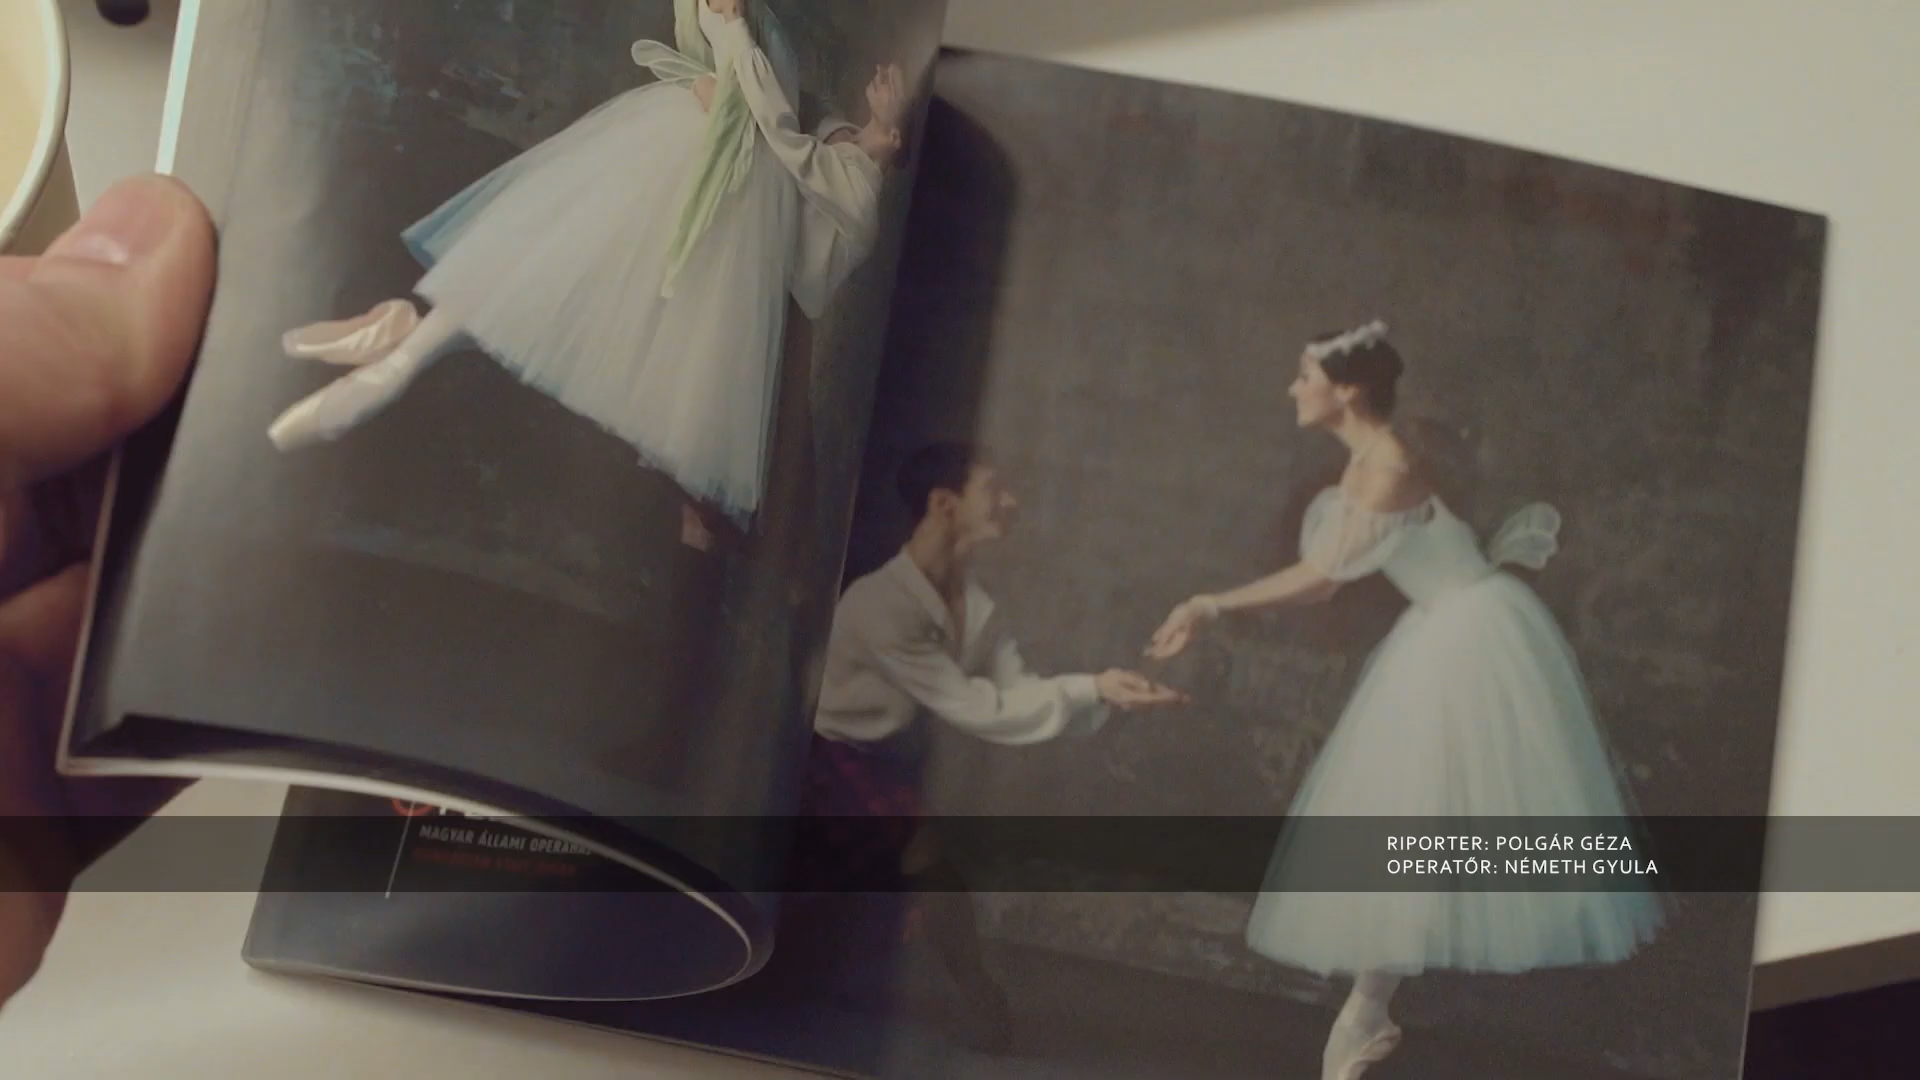 MAGYAR ÁLLAMI OPERAHÁZ
RIPORTER: POLGÁR GÉZA
OPERATŐR: NÉMETH GYULA